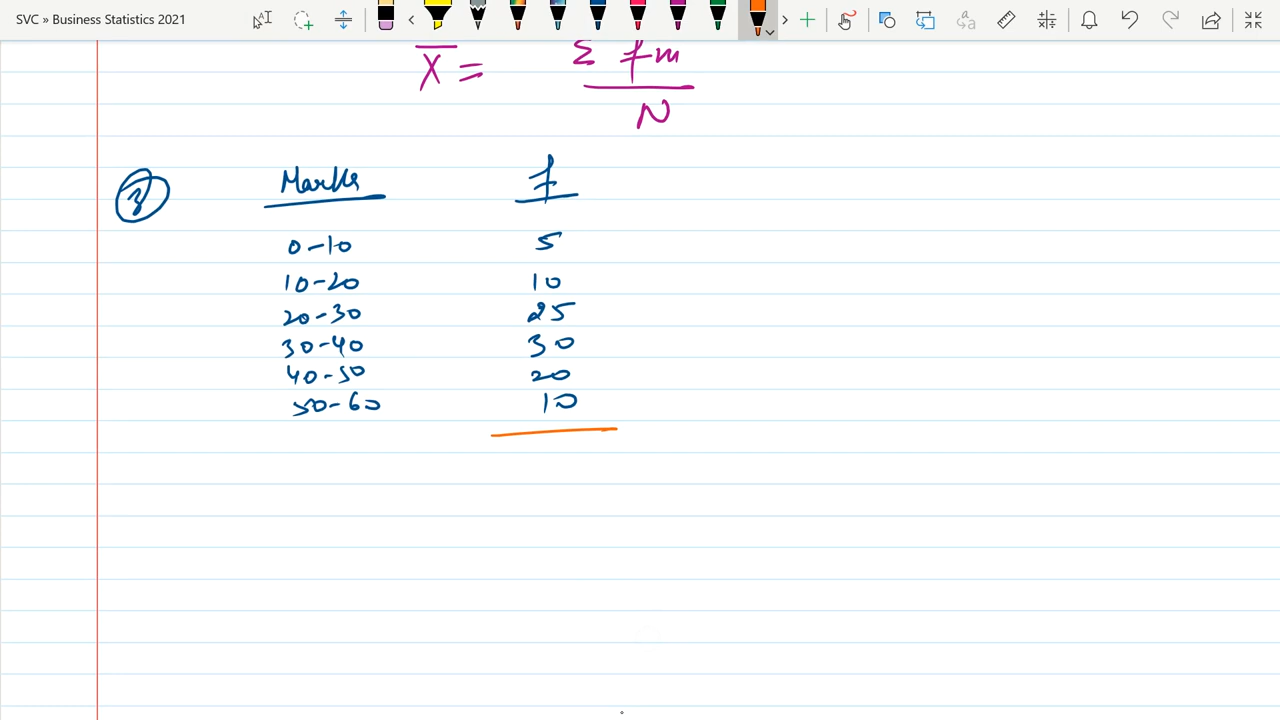 SVC » Business Statistics 2021
X̄ = Σ fm
N
3 Marks f
0-10 5
10-20 10
20-30 25
30-40 30
40-50 20
50-60 10